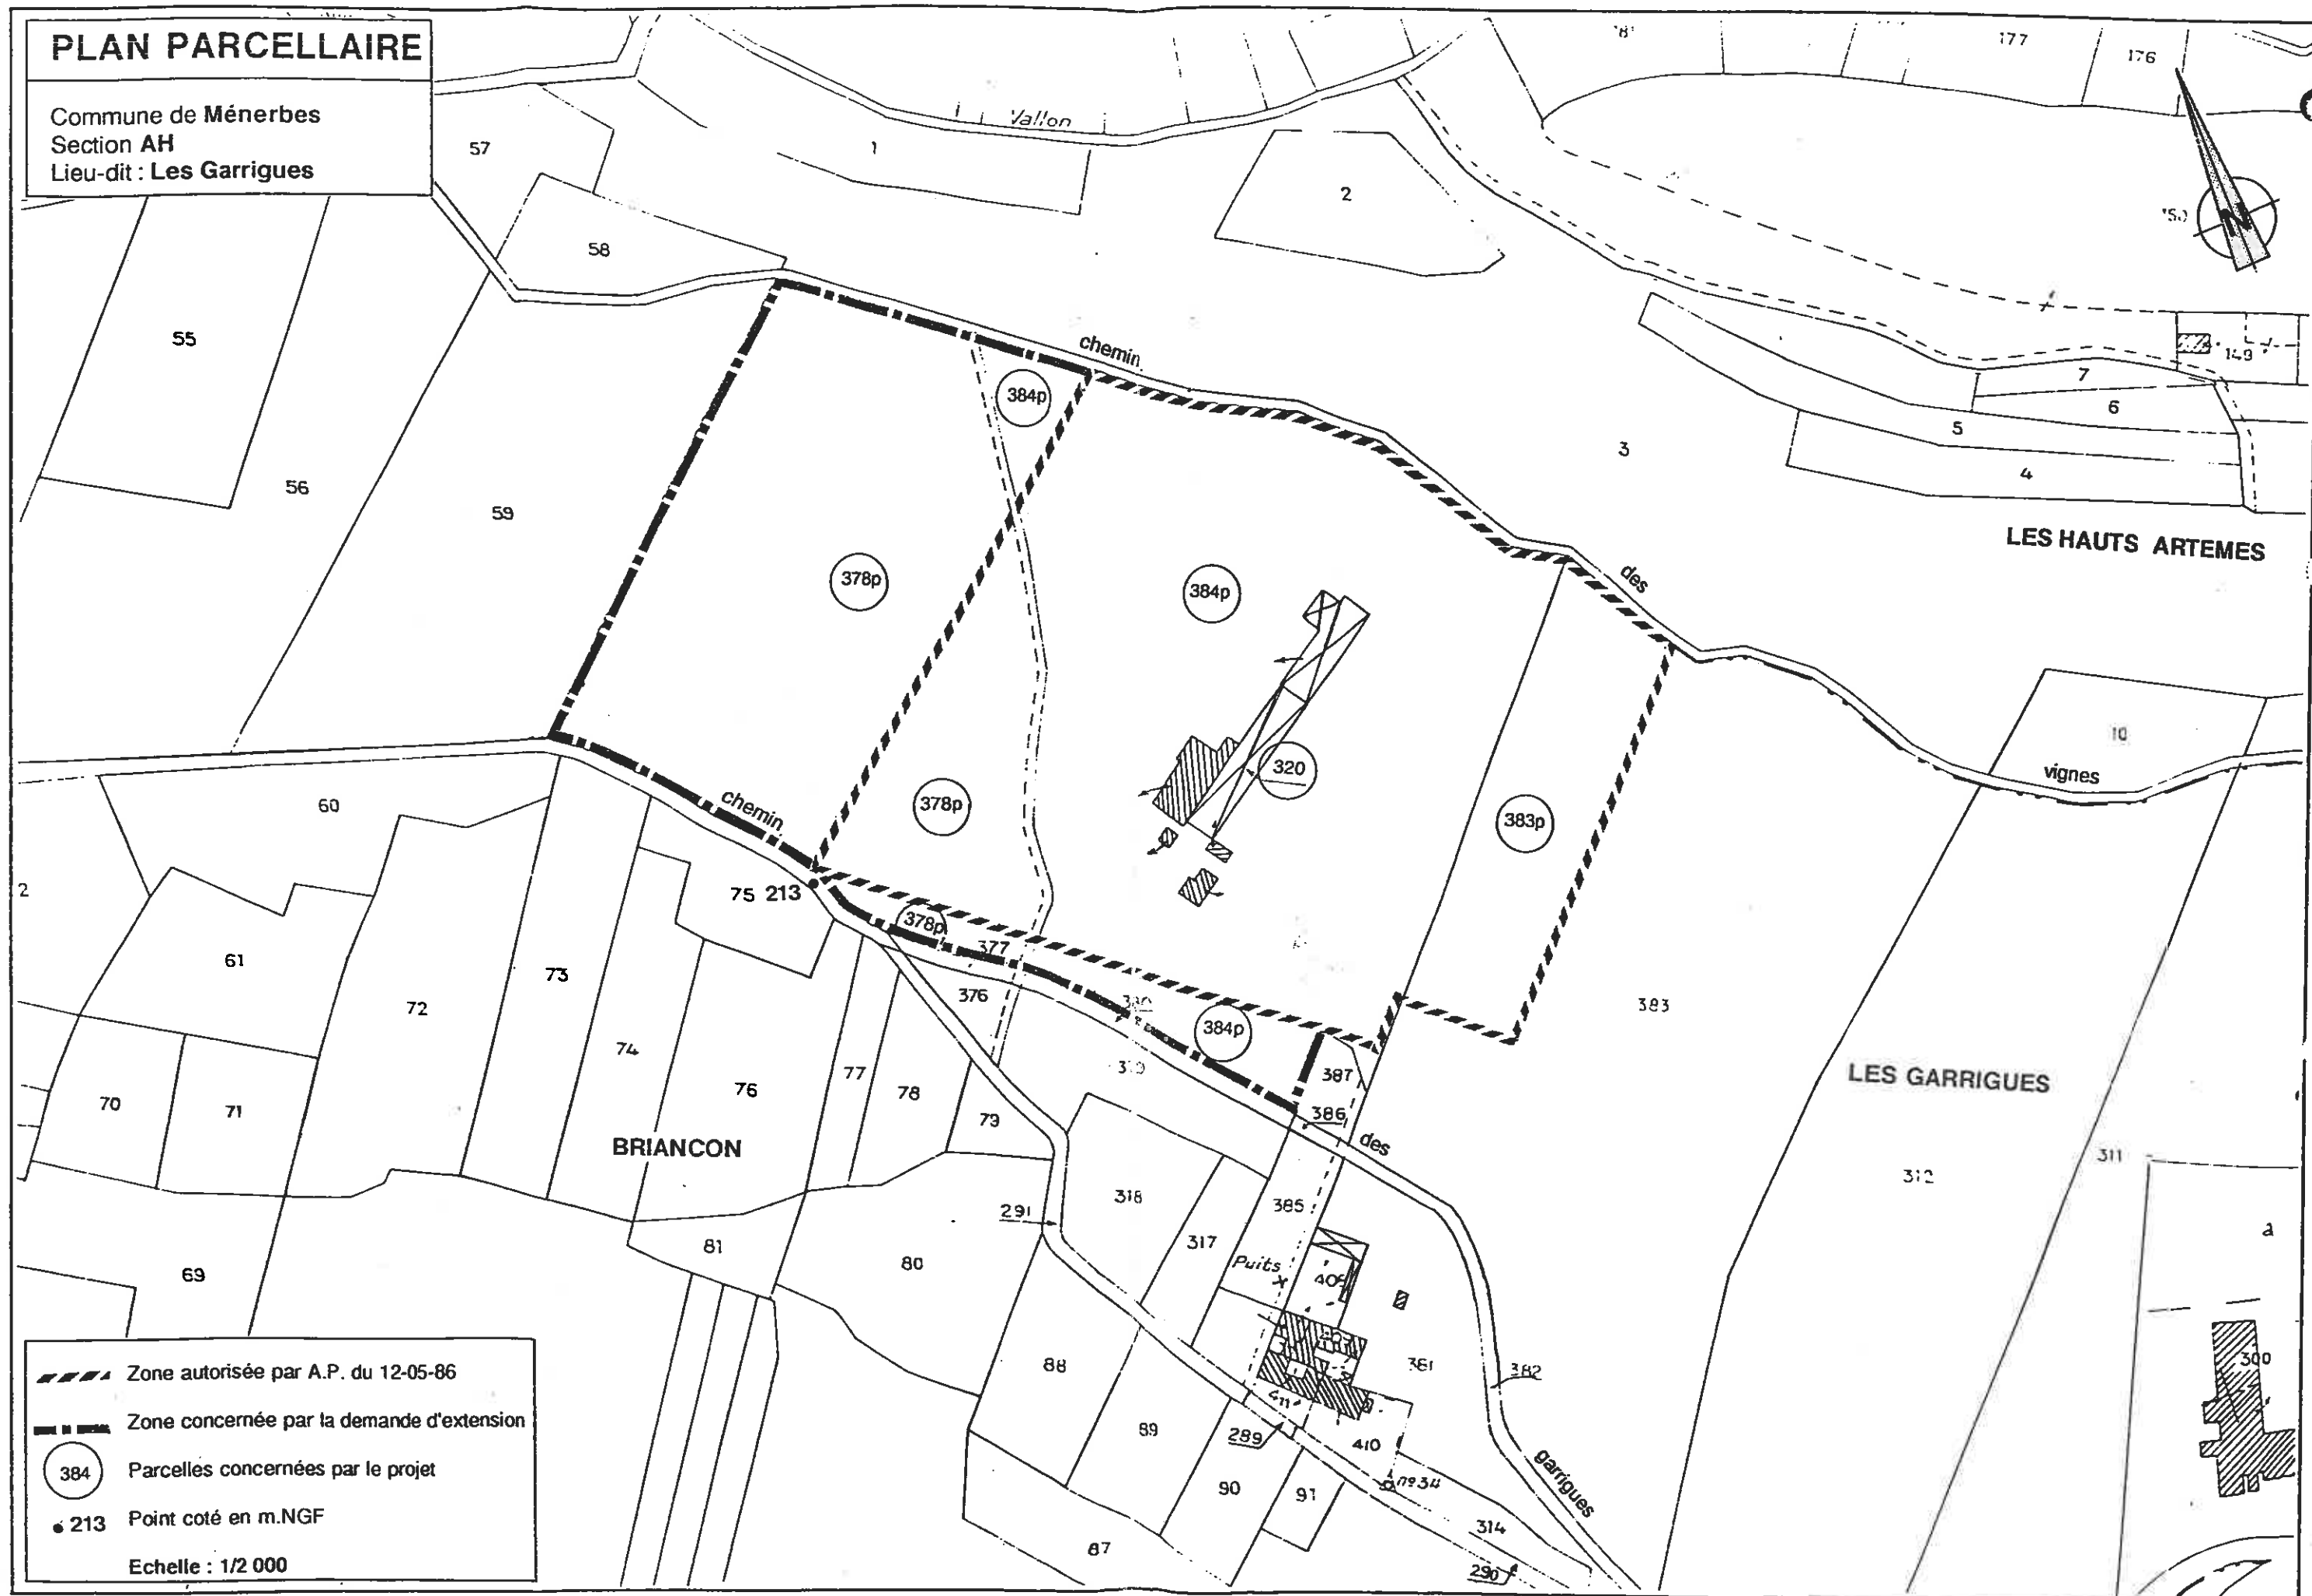 PLAN PARCELLAIRE
Commune de Ménerbes
Section AH
Lieu-dit : Les Garrigues
177
176
Vallon
57
1
2
58
150
55
149
chemin
7
6
384p
5
3
4
56
59
LES HAUTS ARTEMES
378p
384p
des
10
320
vignes
60
chemin
378p
383p
2
75 213
378p
377
61
73
376
383
72
380
384p
74
387
77
LES GARRIGUES
76
78
70
71
79
386
des
BRIANCON
311
312
318
385
291
a
317
81
80
Puits
69
300
88
381
382
Zone autorisée par A.P. du 12-05-86
Zone concernée par la demande d'extension
384 Parcelles concernées par le projet
213 Point coté en m.NGF
Echelle : 1/2 000
411
89
289
410
garrigues
90
91
nº34
314
87
290